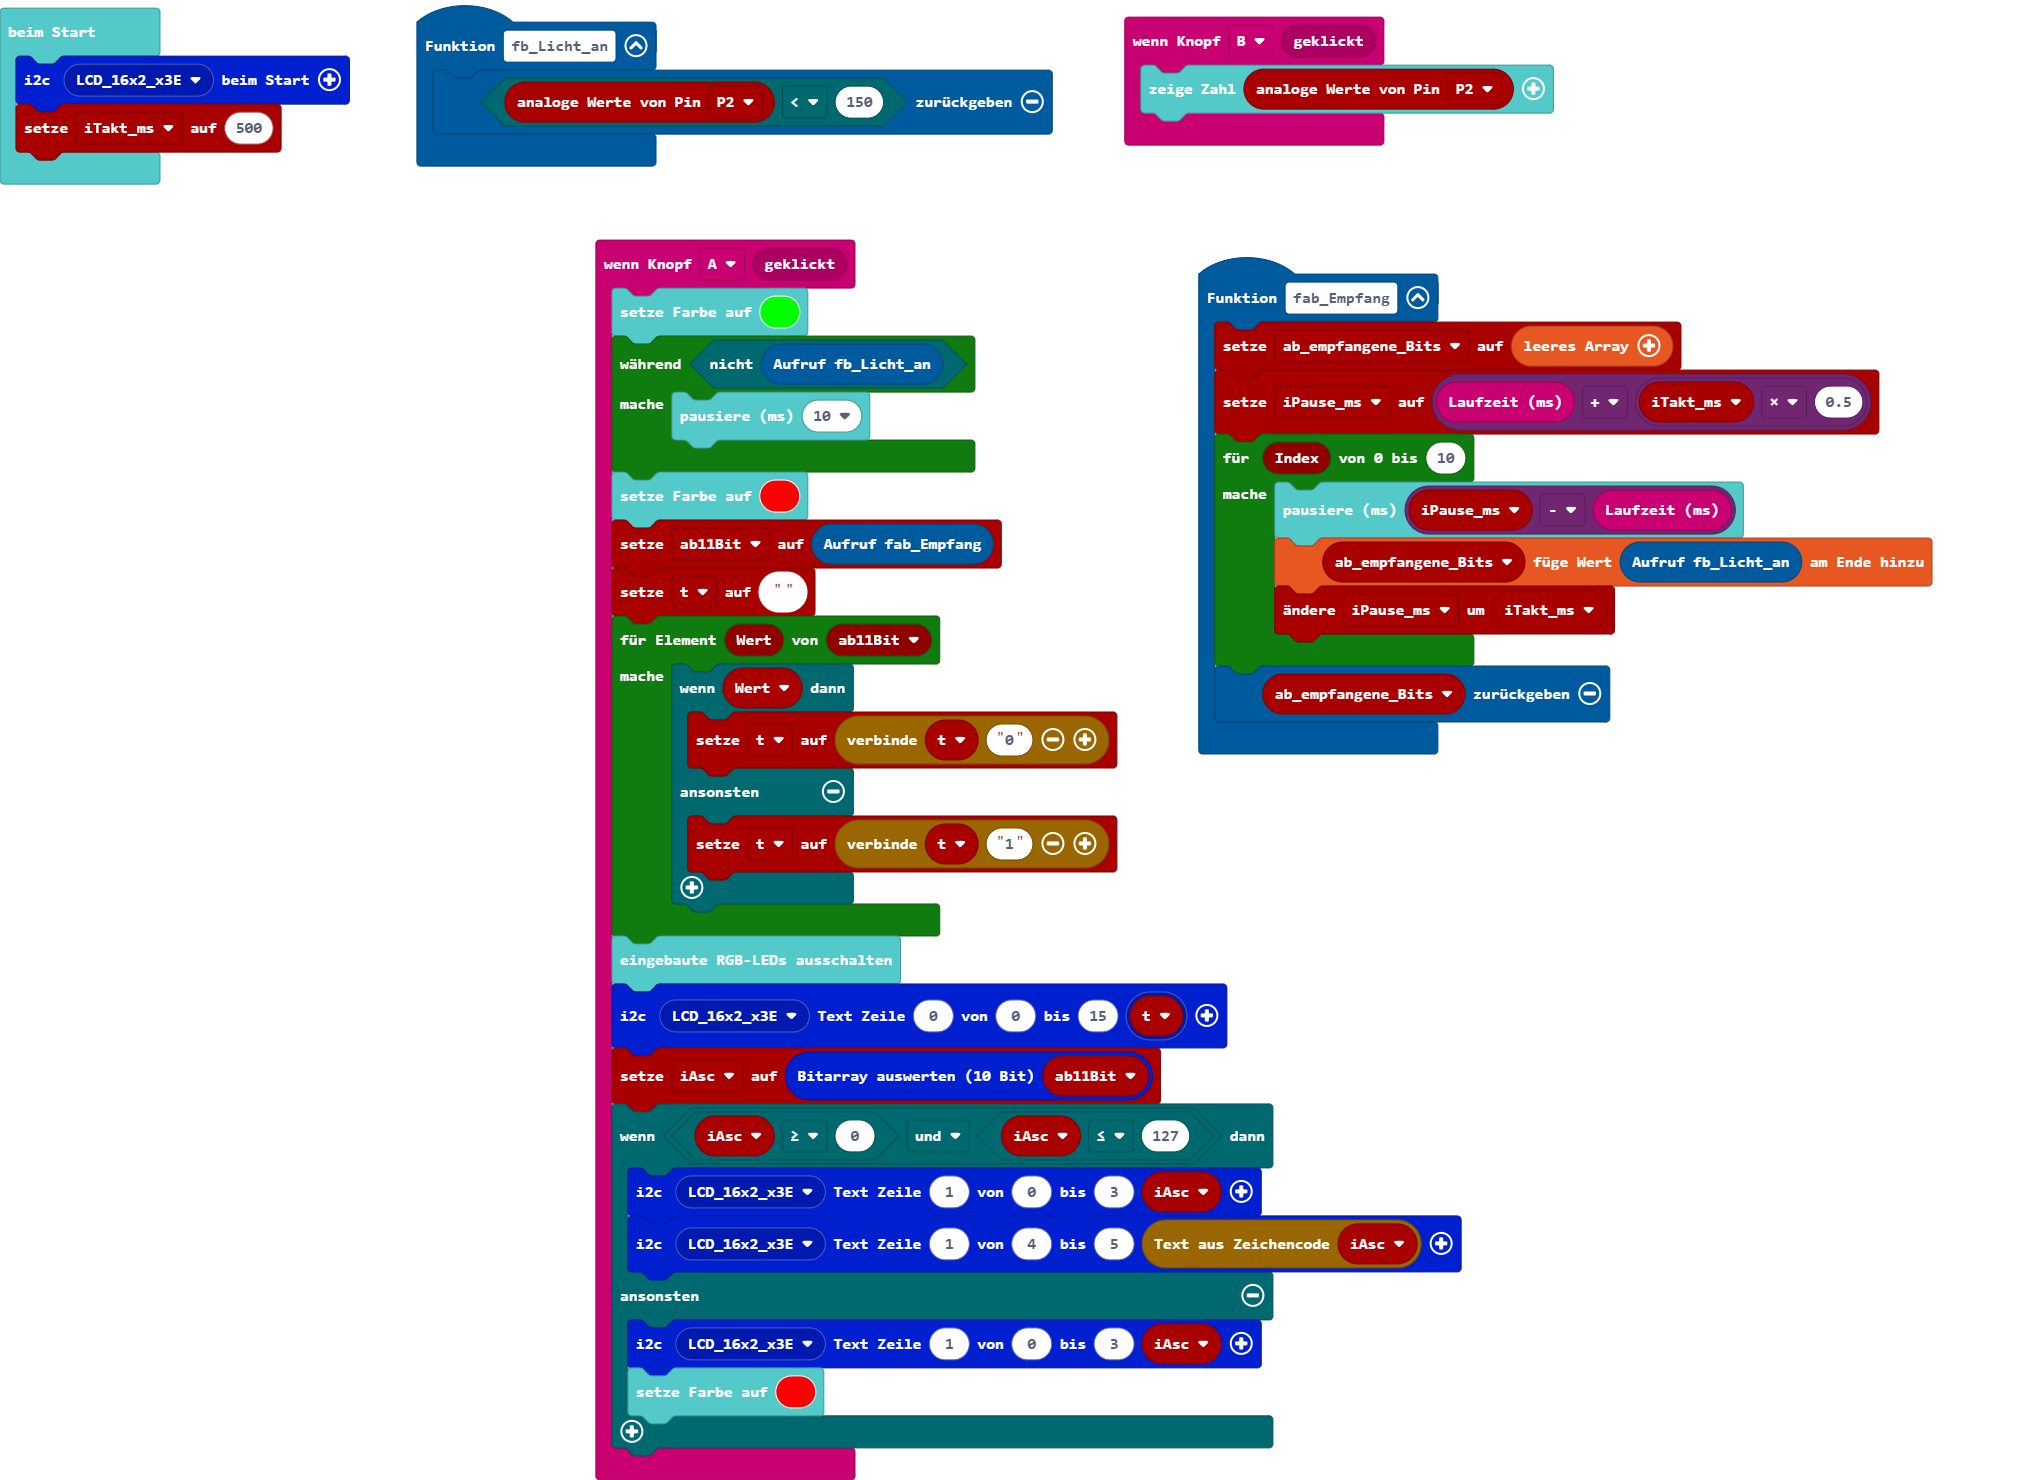 beim Start
i2c LCD_16x2_x3E beim Start
setze iTakt_ms auf 500
Funktion fb_Licht_an
analoge Werte von Pin P2 < 150 zurückgeben
wenn Knopf B geklickt
zeige Zahl analoge Werte von Pin P2
wenn Knopf A geklickt
setze Farbe auf
während nicht Aufruf fb_Licht_an
mache pausiere (ms) 10
setze Farbe auf
setze ab11Bit auf Aufruf fab_Empfang
setze t auf " "
für Element Wert von ab11Bit
mache wenn Wert dann
setze t auf verbinde t "0"
ansonsten
setze t auf verbinde t "1"
eingebaute RGB-LEDs ausschalten
i2c LCD_16x2_x3E Text Zeile 0 von 0 bis 15 t
setze iAsc auf Bitarray auswerten (10 Bit) ab11Bit
wenn iAsc ≥ 0 und iAsc ≤ 127 dann
i2c LCD_16x2_x3E Text Zeile 1 von 0 bis 3 iAsc
i2c LCD_16x2_x3E Text Zeile 1 von 4 bis 5 Text aus Zeichencode iAsc
ansonsten
i2c LCD_16x2_x3E Text Zeile 1 von 0 bis 3 iAsc
setze Farbe auf
Funktion fab_Empfang
setze ab_empfangene_Bits auf leeres Array
setze iPause_ms auf Laufzeit (ms) + iTakt_ms × 0.5
für Index von 0 bis 10
mache pausiere (ms) iPause_ms - Laufzeit (ms)
ab_empfangene_Bits füge Wert Aufruf fb_Licht_an am Ende hinzu
ändere iPause_ms um iTakt_ms
ab_empfangene_Bits zurückgeben